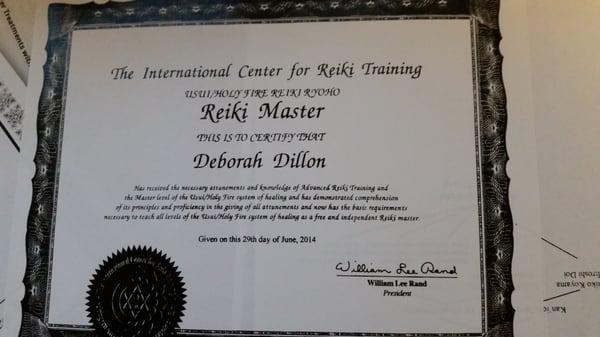 The International Center for Reiki Training
USUI/HOLY FIRE REIKI RYOHO
Reiki Master
THIS IS TO CERTIFY THAT
Deborah Dillon
Has received the necessary attunements and knowledge of Advanced Reiki Training and
the Master level of the Usui/Holy Fire system of healing and has demonstrated comprehension
of its principles and proficiency in the giving of all attunements and now has the basic requirements
necessary to teach all levels of the Usui/Holy Fire system of healing as a free and independent Reiki master.
Given on this 29th day of June, 2014
William Lee Rand
William Lee Rand
President
Treatments
Koyama
Doi